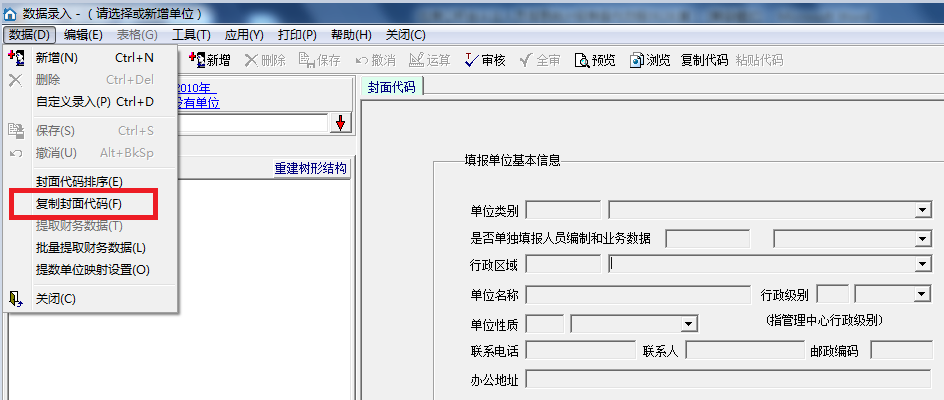 数据录入 - （ 请选择或新增单位 ）
数据(D) 编辑(E) 表格(G) 工具(T) 应用(Y) 打印(P) 帮助(H) 关闭(C)
新增 删除 保存 撤消 运算 审核 全审 预览 浏览 复制代码 粘贴代码
新增(N) Ctrl+N
删除 Ctrl+Del
自定义录入(P) Ctrl+D
保存(S) Ctrl+S
撤消(U) Alt+BkSp
封面代码排序(E)
复制封面代码(F)
提取财务数据(T)
批量提取财务数据(L)
提数单位映射设置(O)
关闭(C)
2010年
没有单位
重建树形结构
封面代码
填报单位基本信息
单位类别
是否单独填报人员编制和业务数据
行政区域
单位名称 行政级别
单位性质 (指管理中心行政级别)
联系电话 联系人 邮政编码
办公地址